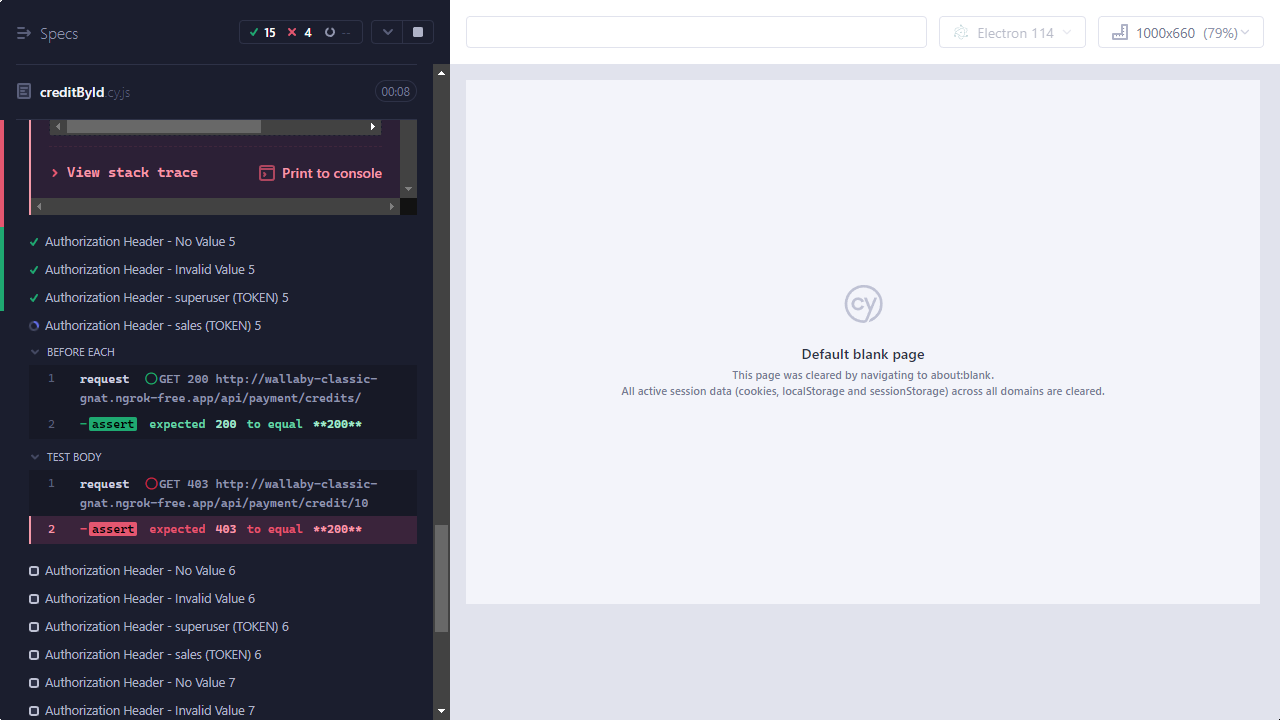 Specs
15 4 --
Electron 114
1000x660 (79%)
creditById.cy.js
00:08
View stack trace
Print to console
Authorization Header - No Value 5
Authorization Header - Invalid Value 5
Authorization Header - superuser (TOKEN) 5
Authorization Header - sales (TOKEN) 5
BEFORE EACH
1 request GET 200 http://wallaby-classic-
gnat.ngrok-free.app/api/payment/credits/
2 -assert expected 200 to equal **200**
TEST BODY
1 request GET 403 http://wallaby-classic-
gnat.ngrok-free.app/api/payment/credit/10
2 -assert expected 403 to equal **200**
Authorization Header - No Value 6
Authorization Header - Invalid Value 6
Authorization Header - superuser (TOKEN) 6
Authorization Header - sales (TOKEN) 6
Authorization Header - No Value 7
Authorization Header - Invalid Value 7
cy
Default blank page
This page was cleared by navigating to about:blank.
All active session data (cookies, localStorage and sessionStorage) across all domains are cleared.